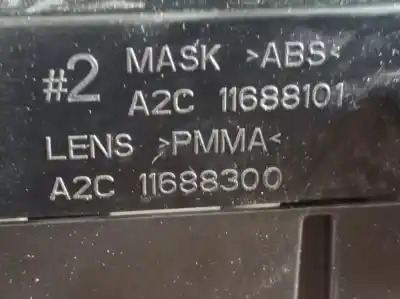 #2 MASK >ABS<
A2C 11688101
LENS >PMMA<
A2C 11688300